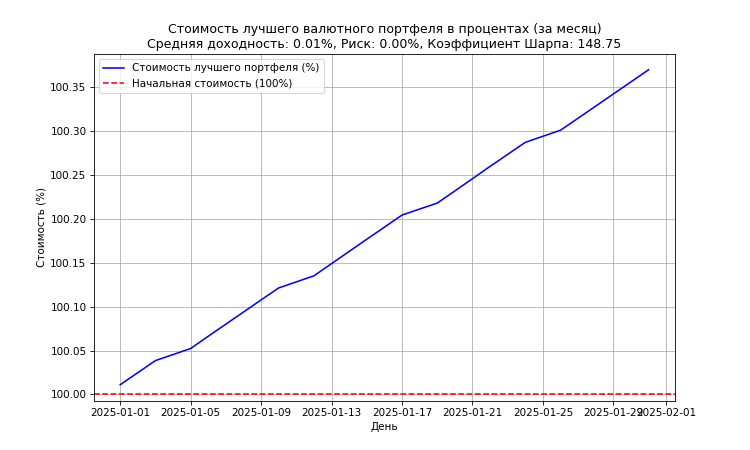 Стоимость лучшего валютного портфеля в процентах (за месяц)
Средняя доходность: 0.01%, Риск: 0.00%, Коэффициент Шарпа: 148.75
Стоимость лучшего портфеля (%)
Начальная стоимость (100%)
Стоимость (%)
100.35
100.30
100.25
100.20
100.15
100.10
100.05
100.00
2025-01-01 2025-01-05 2025-01-09 2025-01-13 2025-01-17 2025-01-21 2025-01-25 2025-01-29 2025-02-01
День